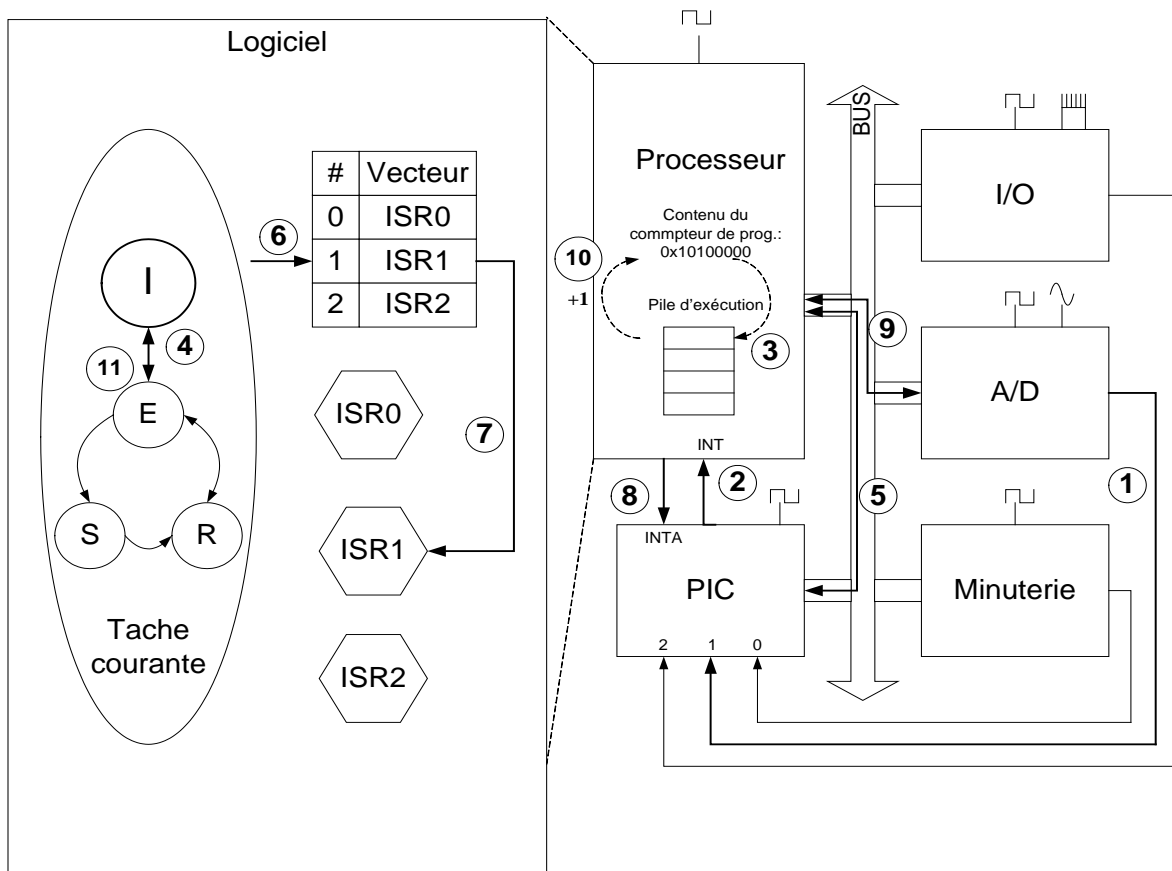 Logiciel
# Vecteur
0 ISR0
1 ISR1
2 ISR2
6
I
4
11
E
S
R
Tache
courante
ISR0
7
ISR1
ISR2
Processeur
Contenu du
commpteur de prog.:
0x10100000
10
+1
Pile d'exécution
3
INT
8
2
INTA
PIC
2 1 0
BUS
9
5
I/O
A/D
1
Minuterie